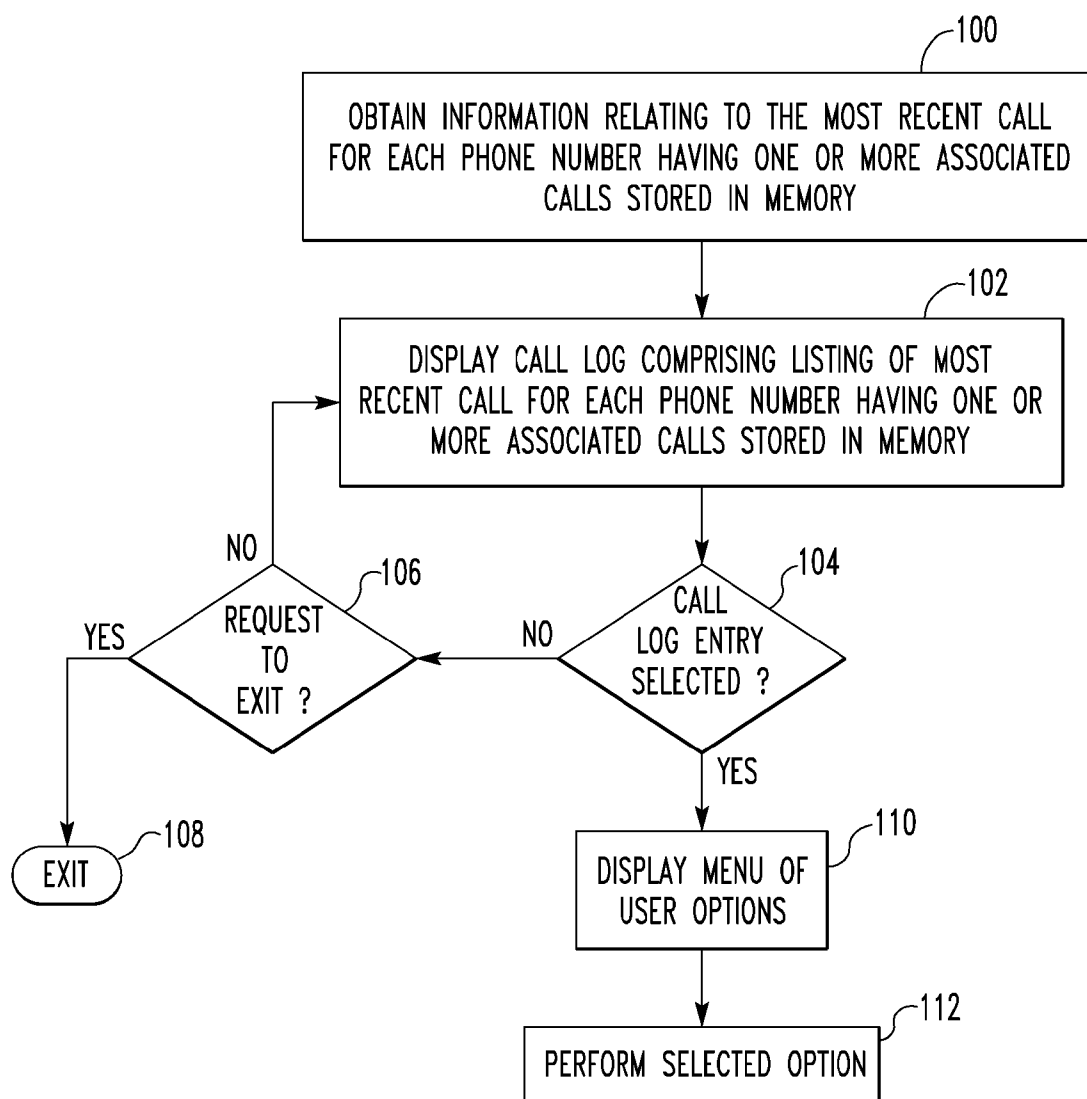 100
OBTAIN INFORMATION RELATING TO THE MOST RECENT CALL
FOR EACH PHONE NUMBER HAVING ONE OR MORE ASSOCIATED
CALLS STORED IN MEMORY
102
DISPLAY CALL LOG COMPRISING LISTING OF MOST
RECENT CALL FOR EACH PHONE NUMBER HAVING ONE OR
MORE ASSOCIATED CALLS STORED IN MEMORY
104
CALL
LOG ENTRY
SELECTED ?
NO
106
REQUEST
TO
EXIT ?
NO
YES
108
EXIT
YES
110
DISPLAY MENU OF
USER OPTIONS
112
PERFORM SELECTED OPTION